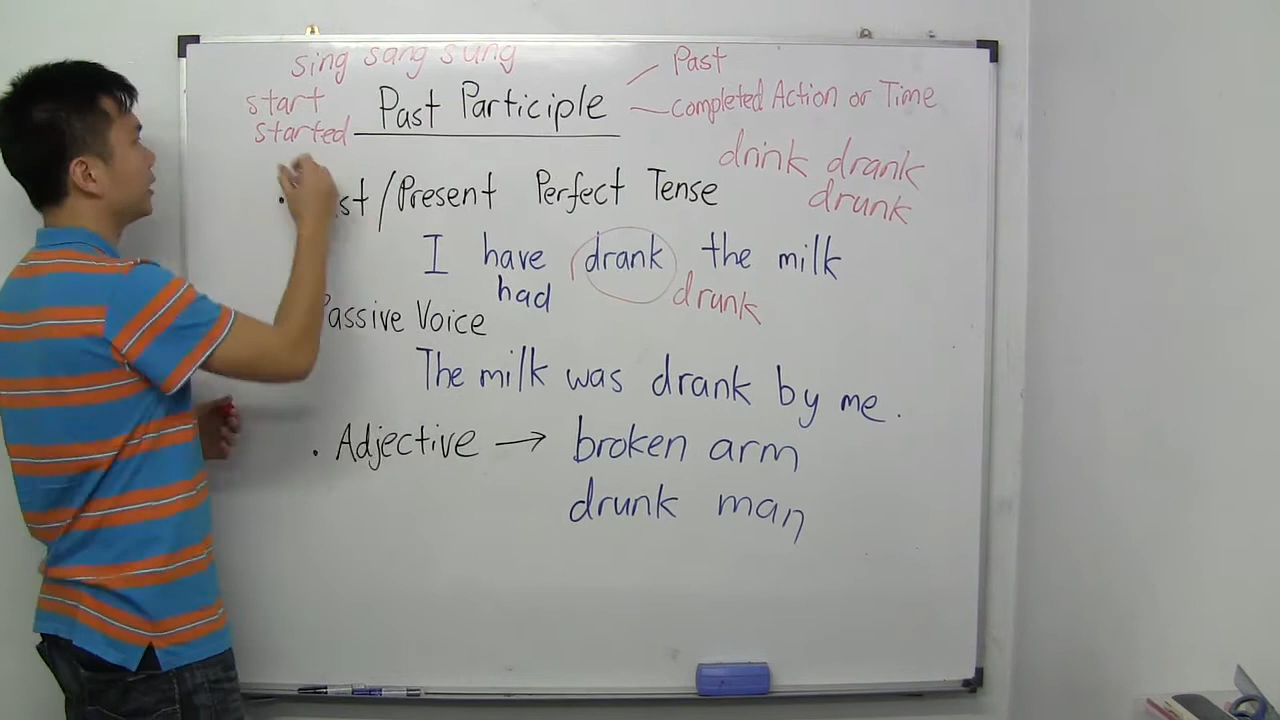 sing sang sung
Past
start
Past Participle
completed Action or Time
started
drink drank
drunk
st/Present Perfect Tense
I have drank the milk
had drunk
Passive Voice
The milk was drank by me.
. Adjective → broken arm
drunk man